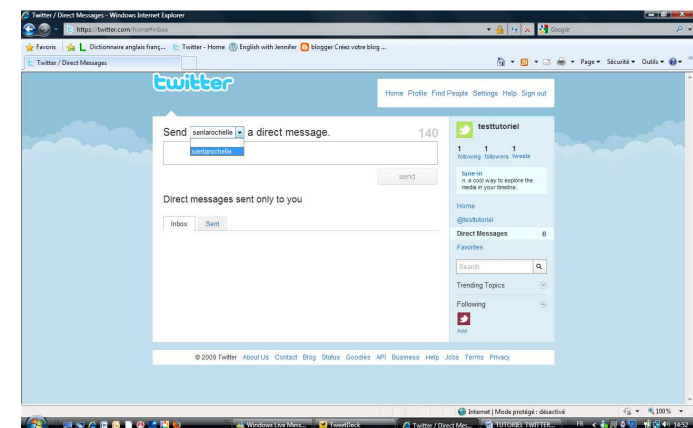 Twitter / Direct Messages - Windows Internet Explorer
https://twitter.com/home#inbox
Google
Favoris Dictionnaire anglais franç... Twitter - Home English with Jennifer blogger Créez votre blog ...
Twitter / Direct Messages
Page Sécurité Outils
twitter
Home Profile Find People Settings Help Sign out
Send senlarochelle a direct message. 140
senlarochelle
send
Direct messages sent only to you
Inbox Sent
testtutoriel
1 1 1
following followers tweets
tune-in
n. a cool way to explore the
media in your timeline.
Home
@testtutoriel
Direct Messages 0
Favorites
Search
Trending Topics
Following
Add
© 2009 Twitter About Us Contact Blog Status Goodies API Business Help Jobs Terms Privacy
Internet | Mode protégé : désactivé 100%
Windows Live Mess... TweetDeck Twitter / Direct Mes... TUTORIEL TWITTER... FR 14:52